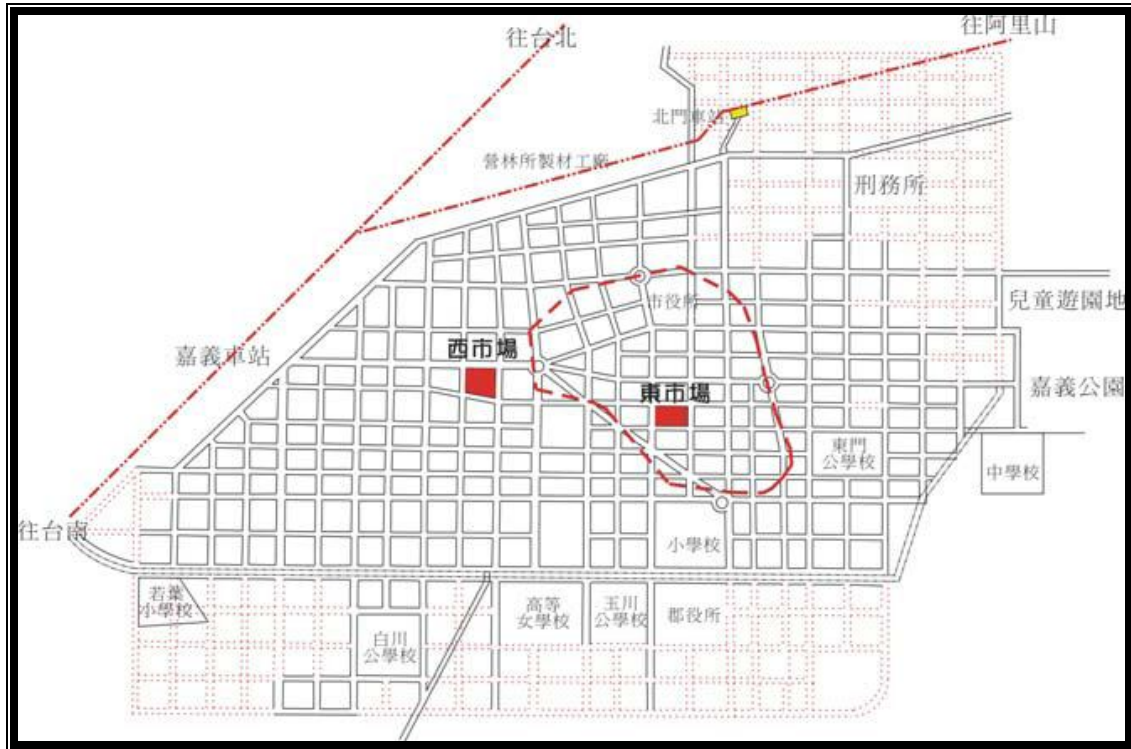 往台北
往阿里山
北門車站
營林所製材工廠
刑務所
市役所
兒童遊園地
西市場
嘉義車站
東市場
嘉義公園
東門
公學校
中學校
往台南
小學校
若葉
小學校
高等
女學校
玉川
公學校
郡役所
白川
公學校